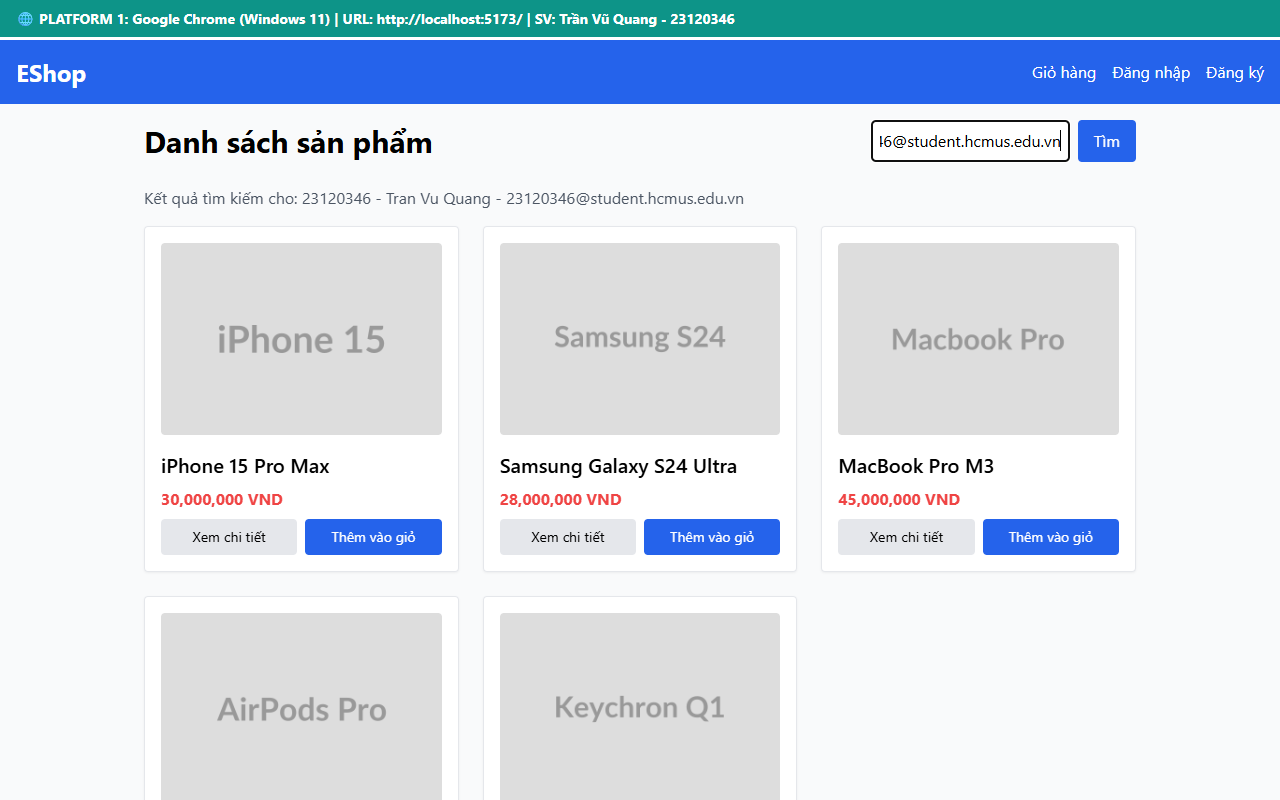 🌐 PLATFORM 1: Google Chrome (Windows 11) | URL: http://localhost:5173/ | SV: Trần Vũ Quang - 23120346
EShop
Giỏ hàng Đăng nhập Đăng ký
Danh sách sản phẩm
46@student.hcmus.edu.vn
Tìm
Kết quả tìm kiếm cho: 23120346 - Tran Vu Quang - 23120346@student.hcmus.edu.vn
iPhone 15
Samsung S24
Macbook Pro
iPhone 15 Pro Max
Samsung Galaxy S24 Ultra
MacBook Pro M3
30,000,000 VND
28,000,000 VND
45,000,000 VND
Xem chi tiết
Thêm vào giỏ
Xem chi tiết
Thêm vào giỏ
Xem chi tiết
Thêm vào giỏ
AirPods Pro
Keychron Q1